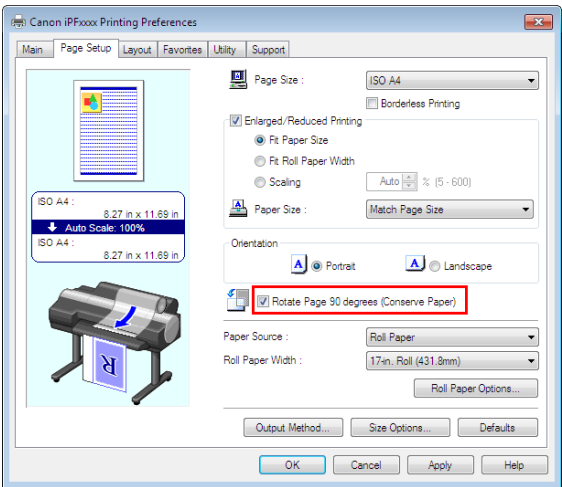 Canon iPFxxxx Printing Preferences
Main Page Setup Layout Favorites Utility Support
Page Size : ISO A4
Borderless Printing
Enlarged/Reduced Printing
Fit Paper Size
Fit Roll Paper Width
Scaling Auto % (5 - 600)
Paper Size : Match Page Size
ISO A4 :
8.27 in x 11.69 in
Auto Scale: 100%
ISO A4 :
8.27 in x 11.69 in
Orientation
A Portrait A Landscape
Rotate Page 90 degrees (Conserve Paper)
R
Paper Source : Roll Paper
Roll Paper Width : 17-in. Roll (431.8mm)
Roll Paper Options...
Output Method... Size Options... Defaults
OK Cancel Apply Help